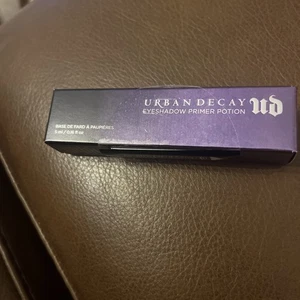 URBAN DECAY
EYESHADOW PRIMER POTION
UD
BASE DE FARD À PAUPIÈRES